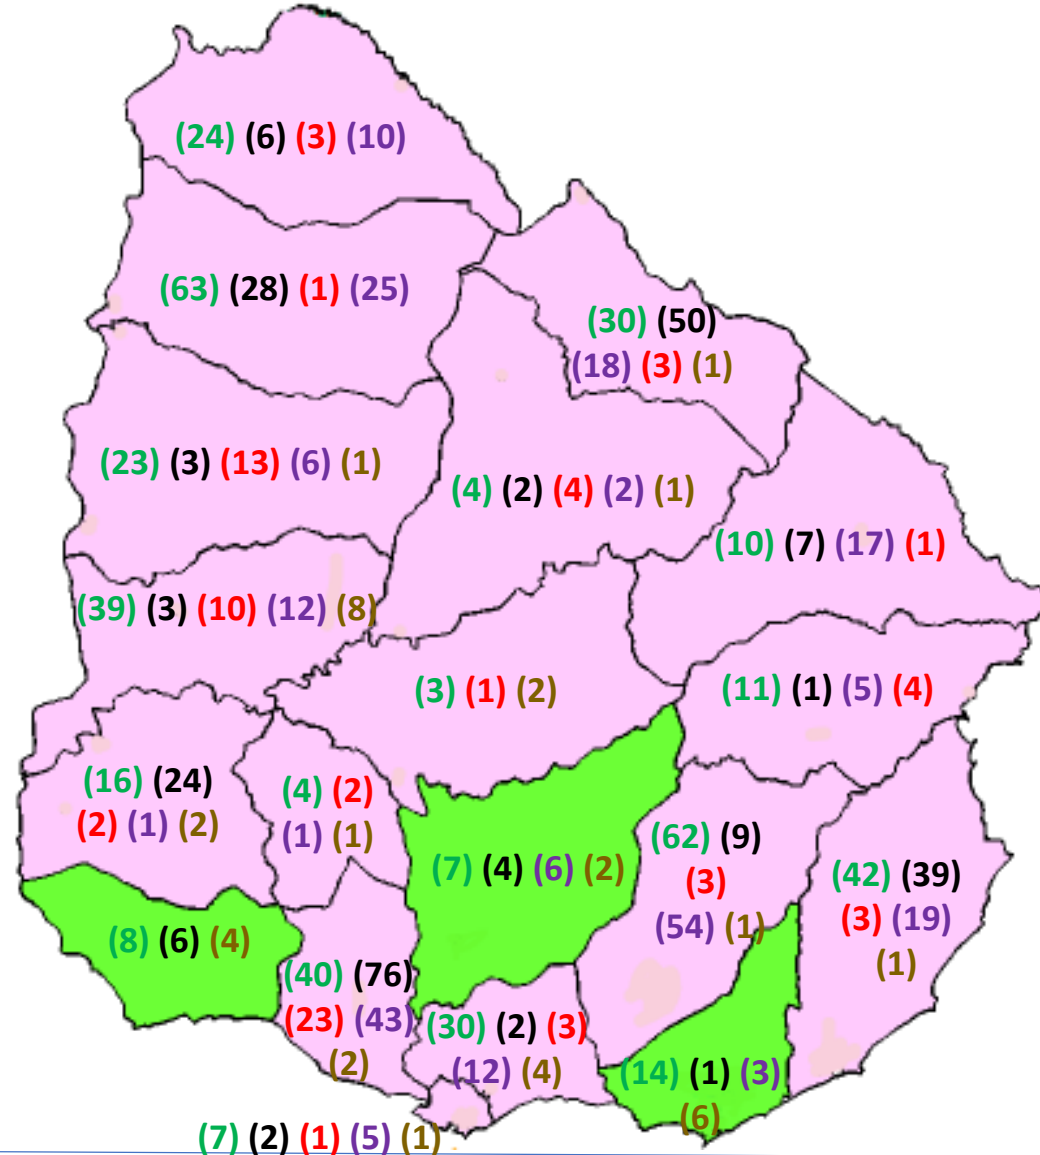 (24) (6) (3) (10)
(63) (28) (1) (25)
(30) (50)
(18) (3) (1)
(23) (3) (13) (6) (1)
(4) (2) (4) (2) (1)
(10) (7) (17) (1)
(39) (3) (10) (12) (8)
(3) (1) (2)
(11) (1) (5) (4)
(16) (24)
(2) (1) (2)
(4) (2)
(1) (1)
(7) (4) (6) (2)
(62) (9)
(3)
(54) (1)
(42) (39)
(3) (19)
(1)
(8) (6) (4)
(40) (76)
(23) (43)
(2)
(30) (2) (3)
(12) (4)
(14) (1) (3)
(6)
(7) (2) (1) (5) (1)